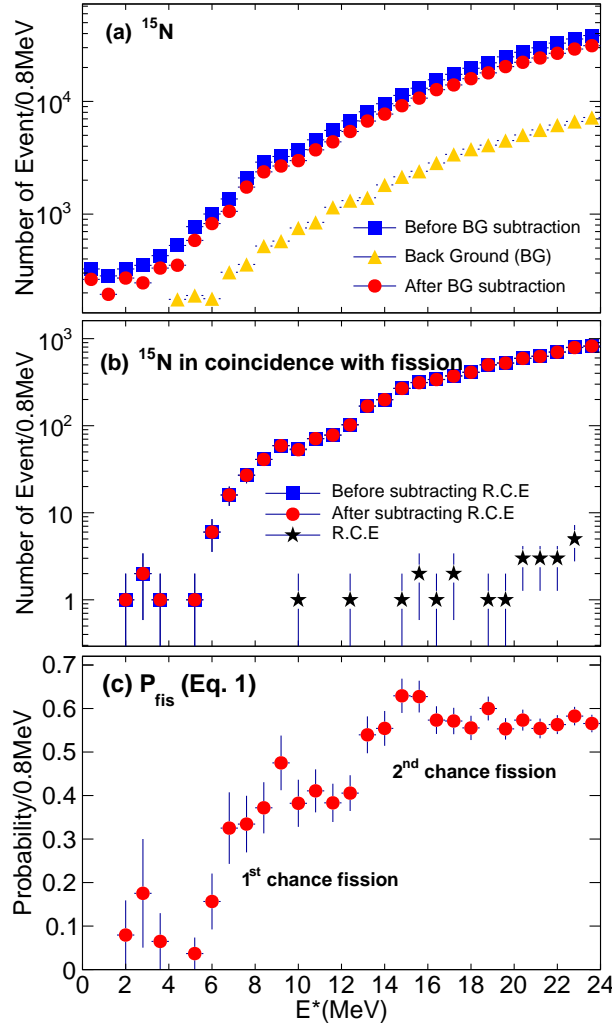 (a) ¹⁵N
Number of Event/0.8MeV
10⁴
10³
Before BG subtraction
Back Ground (BG)
After BG subtraction
(b) ¹⁵N in coincidence with fission
Number of Event/0.8MeV
10³
10²
10
1
Before subtracting R.C.E
After subtracting R.C.E
R.C.E
(c) P_fis (Eq. 1)
Probability/0.8MeV
0.7
0.6
0.5
0.4
0.3
0.2
0.1
0
2ⁿᵈ chance fission
1ˢᵗ chance fission
0 2 4 6 8 10 12 14 16 18 20 22 24
E*(MeV)